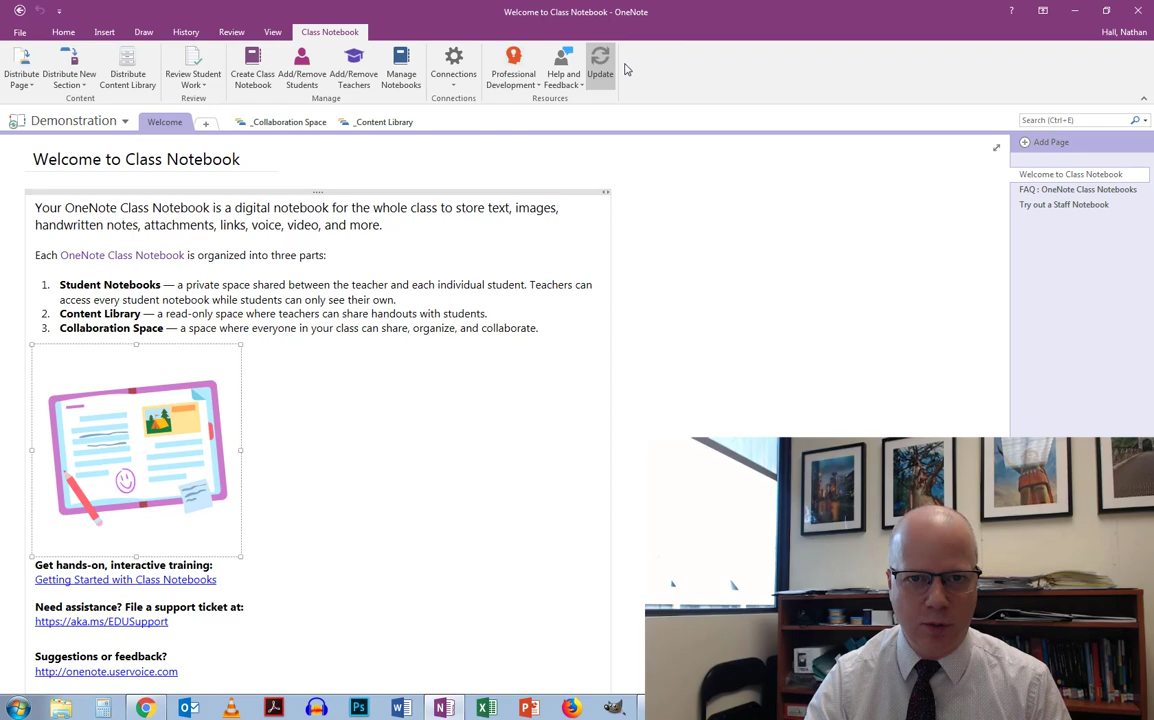 Welcome to Class Notebook - OneNote
?
File
Home
Insert
Draw
History
Review
View
Class Notebook
Hall, Nathan
Distribute Page
Distribute New Section
Distribute Content Library
Content
Review Student Work
Review
Create Class Notebook
Add/Remove Students
Add/Remove Teachers
Manage Notebooks
Manage
Connections
Connections
Professional Development
Help and Feedback
Update
Resources
Demonstration
Welcome
+
_Collaboration Space
_Content Library
Search (Ctrl+E)
Add Page
Welcome to Class Notebook
FAQ : OneNote Class Notebooks
Try out a Staff Notebook
Welcome to Class Notebook
Your OneNote Class Notebook is a digital notebook for the whole class to store text, images,
handwritten notes, attachments, links, voice, video, and more.
Each OneNote Class Notebook is organized into three parts:
1. Student Notebooks — a private space shared between the teacher and each individual student. Teachers can
access every student notebook while students can only see their own.
2. Content Library — a read-only space where teachers can share handouts with students.
3. Collaboration Space — a space where everyone in your class can share, organize, and collaborate.
Get hands-on, interactive training:
Getting Started with Class Notebooks
Need assistance? File a support ticket at:
https://aka.ms/EDUSupport
Suggestions or feedback?
http://onenote.uservoice.com
Ps